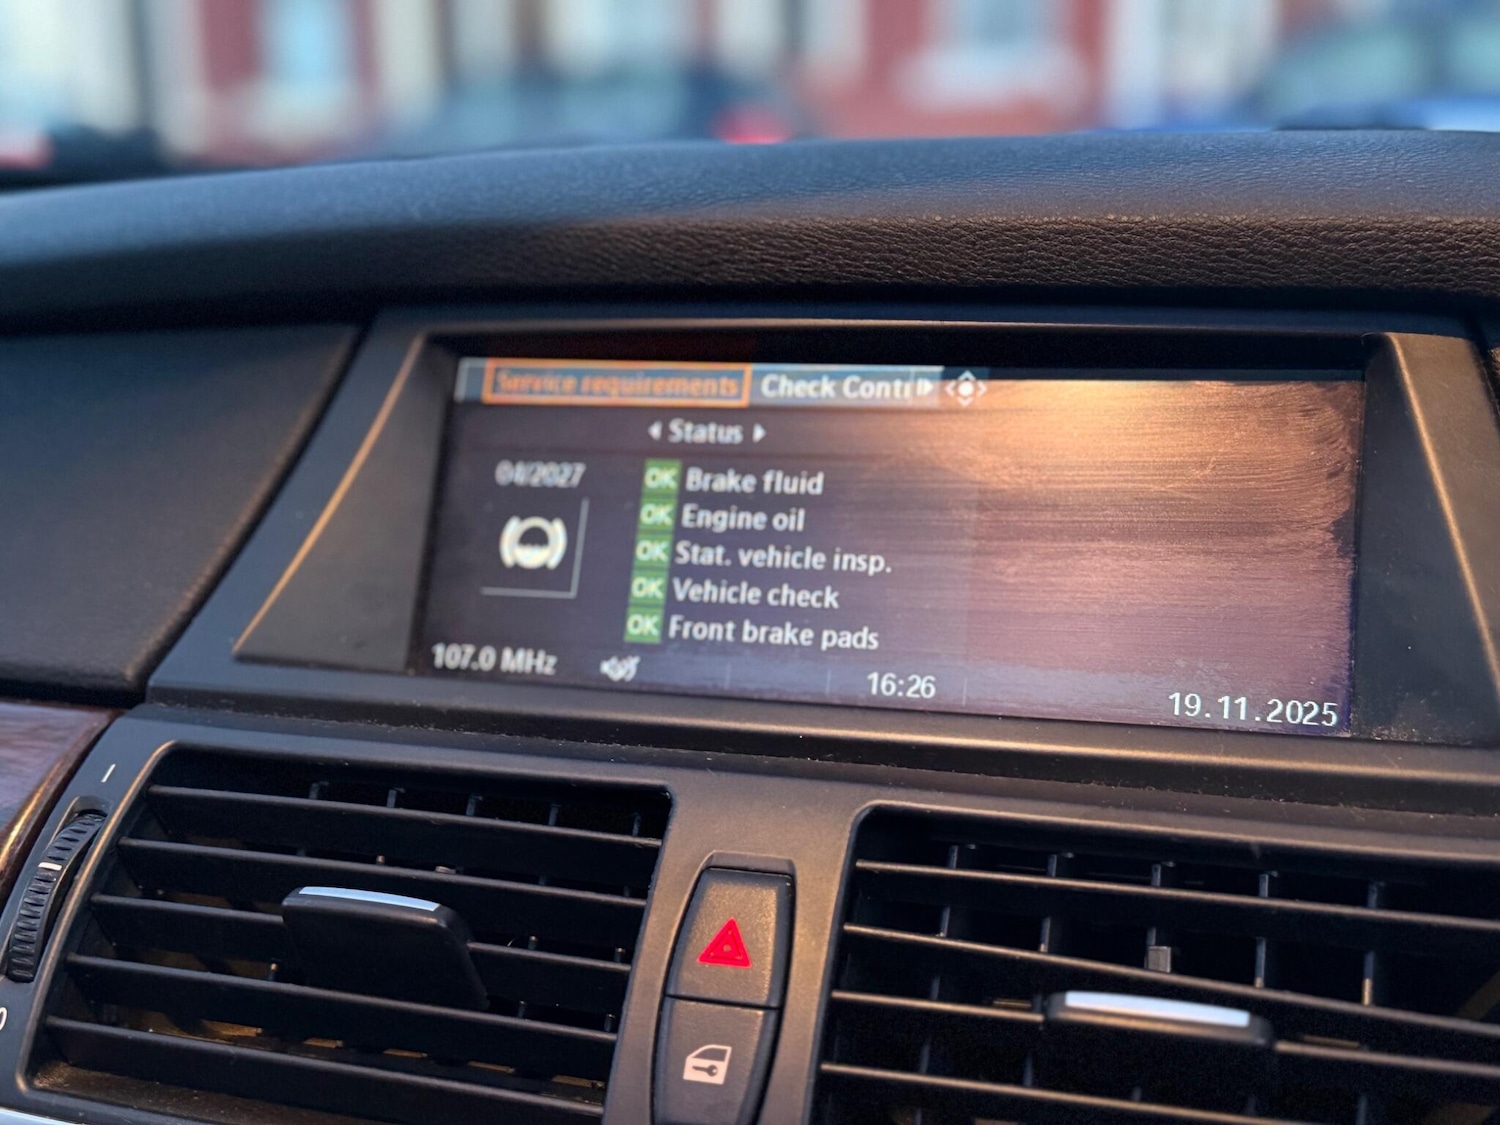 Service requirements Check Contr
Status
04/2027
OK Brake fluid
OK Engine oil
OK Stat. vehicle insp.
OK Vehicle check
OK Front brake pads
107.0 MHz 16:26 19.11.2025
0